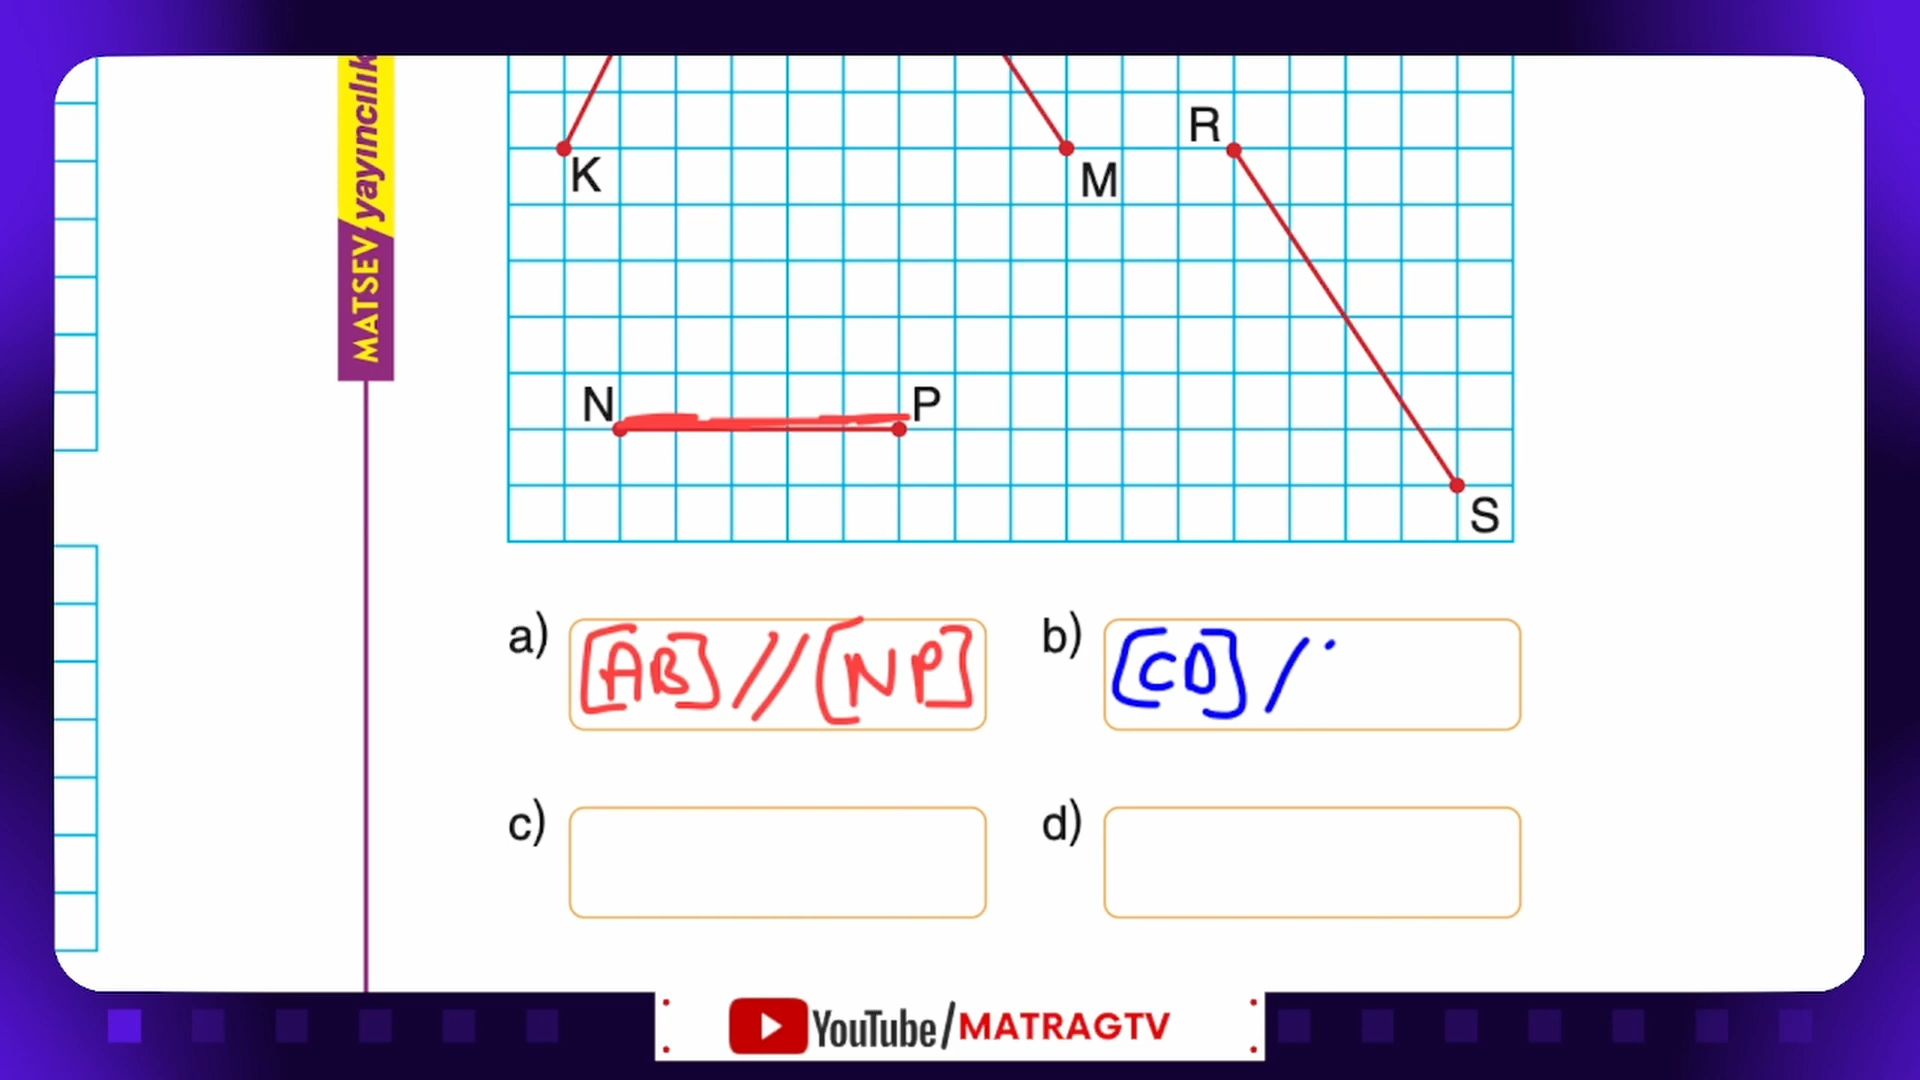 MATSEV yayıncılık
K
M
R
N
P
S
a) [AB] // [NP]
b) [CD] /
c)
d)
YouTube/MATRAGTV